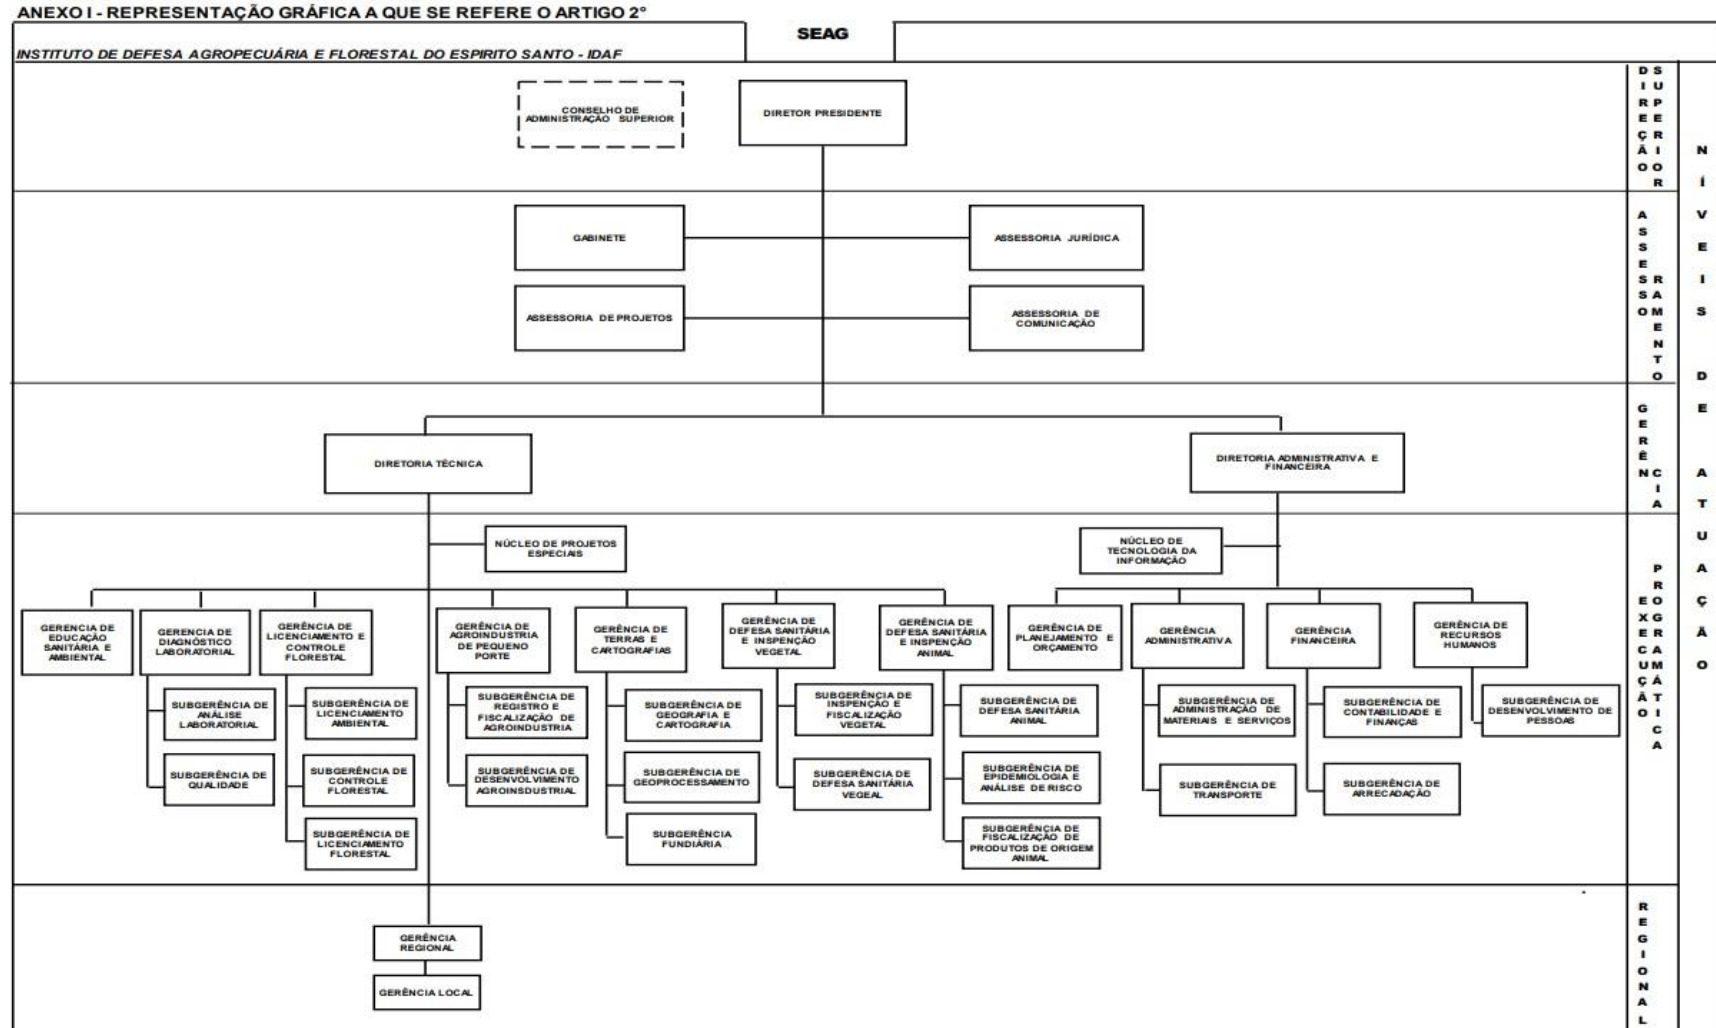 ANEXO I - REPRESENTAÇÃO GRÁFICA A QUE SE REFERE O ARTIGO 2°
SEAG
INSTITUTO DE DEFESA AGROPECUÁRIA E FLORESTAL DO ESPIRITO SANTO - IDAF
CONSELHO DE
ADMINISTRAÇÃO SUPERIOR
DIRETOR PRESIDENTE
DIREÇÃO
SUPERIOR
GABINETE
ASSESSORIA JURÍDICA
ASSESSORIA DE PROJETOS
ASSESSORIA DE
COMUNICAÇÃO
ASSESSO
RAMENTO
DIRETORIA TÉCNICA
DIRETORIA ADMINISTRATIVA E
FINANCEIRA
GERÊN
CIA
NÚCLEO DE PROJETOS
ESPECIAIS
NÚCLEO DE
TECNOLOGIA DA
INFORMAÇÃO
GERENCIA DE
EDUCAÇÃO
SANITÁRIA E
AMBIENTAL
GERENCIA DE
DIAGNÓSTICO
LABORATORIAL
GERÊNCIA DE
LICENCIAMENTO E
CONTROLE
FLORESTAL
GERÊNCIA DE
AGROINDUSTRIA
DE PEQUENO
PORTE
GERÊNCIA DE
TERRAS E
CARTOGRAFIAS
GERÊNCIA DE
DEFESA SANITÁRIA
E INSPEÇÃO
VEGETAL
GERÊNCIA DE
DEFESA SANITÁRIA
E INSPENÇÃO
ANIMAL
GERÊNCIA DE
PLANEJAMENTO E
ORÇAMENTO
GERÊNCIA
ADMINISTRATIVA
GERÊNCIA
FINANCEIRA
GERÊNCIA DE
RECURSOS
HUMANOS
SUBGERÊNCIA DE
ANÁLISE
LABORATORIAL
SUBGERÊNCIA DE
LICENCIAMENTO
AMBIENTAL
SUBGERÊNCIA DE
REGISTRO E
FISCALIZAÇÃO DE
AGROINDUSTRIA
SUBGERÊNCIA DE
GEOGRAFIA E
CARTOGRAFIA
SUBGERÊNCIA DE
INSPEÇÃO E
FISCALIZAÇÃO
VEGETAL
SUBGERÊNCIA DE
DEFESA SANITÁRIA
ANIMAL
SUBGERÊNCIA DE
ADMINISTRAÇÃO DE
MATERIAIS E SERVIÇOS
SUBGERÊNCIA DE
CONTABILIDADE E
FINANÇAS
SUBGERÊNCIA DE
DESENVOLVIMENTO DE
PESSOAS
SUBGERÊNCIA DE
QUALIDADE
SUBGERÊNCIA DE
CONTROLE
FLORESTAL
SUBGERÊNCIA DE
DESENVOLVIMENTO
AGROINSDUSTRIAL
SUBGERÊNCIA DE
GEOPROCESSAMENTO
SUBGERÊNCIA DE
DEFESA SANITÁRIA
VEGEAL
SUBGERÊNCIA DE
EPIDEMIOLOGIA E
ANÁLISE DE RISCO
SUBGERÊNCIA DE
TRANSPORTE
SUBGERÊNCIA DE
ARRECADAÇÃO
SUBGERÊNCIA DE
LICENCIAMENTO
FLORESTAL
SUBGERÊNCIA
FUNDIÁRIA
SUBGERÊNCIA DE
FISCALIZAÇÃO DE
PRODUTOS DE ORIGEM
ANIMAL
EXECUÇÃO
PROGRAMÁTICA
GERÊNCIA
REGIONAL
GERÊNCIA LOCAL
REGIONAL
NÍVEIS DE ATUAÇÃO